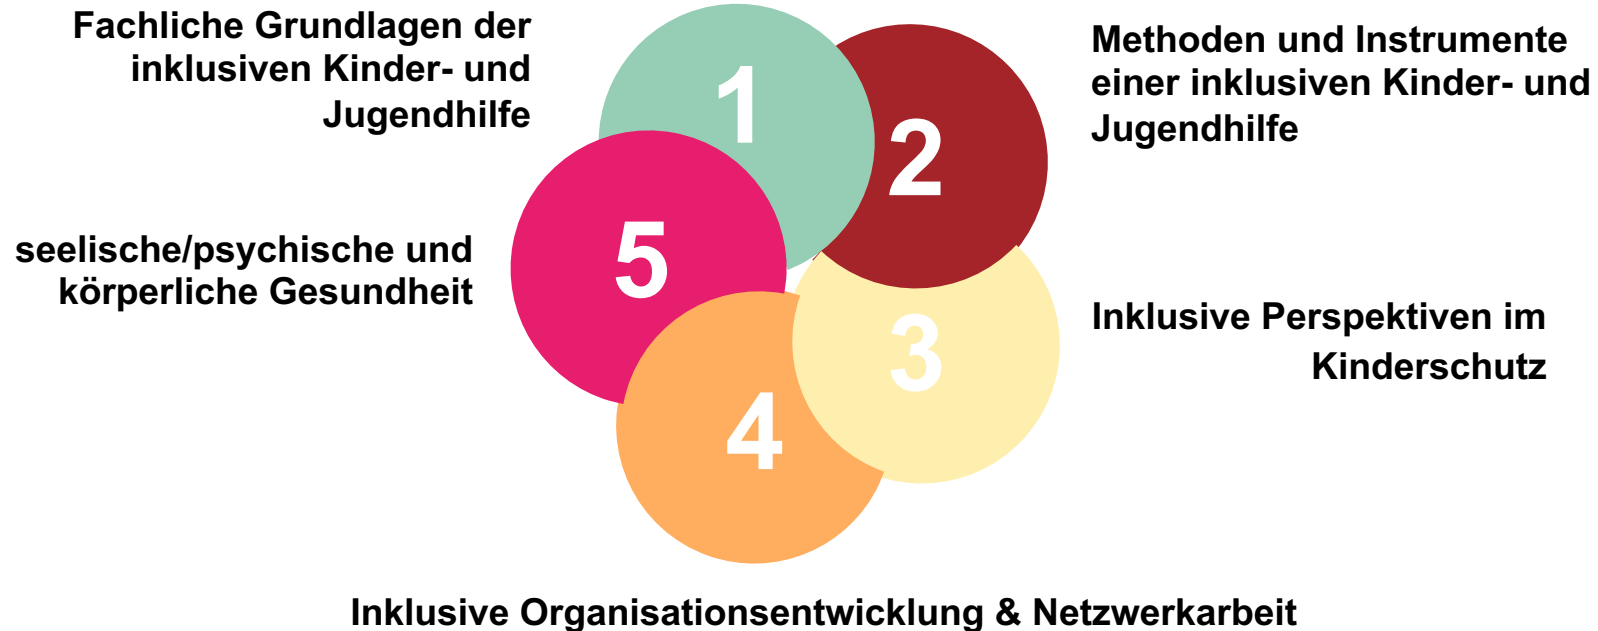 Fachliche Grundlagen der
inklusiven Kinder- und
Jugendhilfe
1
2
Methoden und Instrumente
einer inklusiven Kinder- und
Jugendhilfe
seelische/psychische und
körperliche Gesundheit
5
3
Inklusive Perspektiven im
Kinderschutz
4
Inklusive Organisationsentwicklung & Netzwerkarbeit